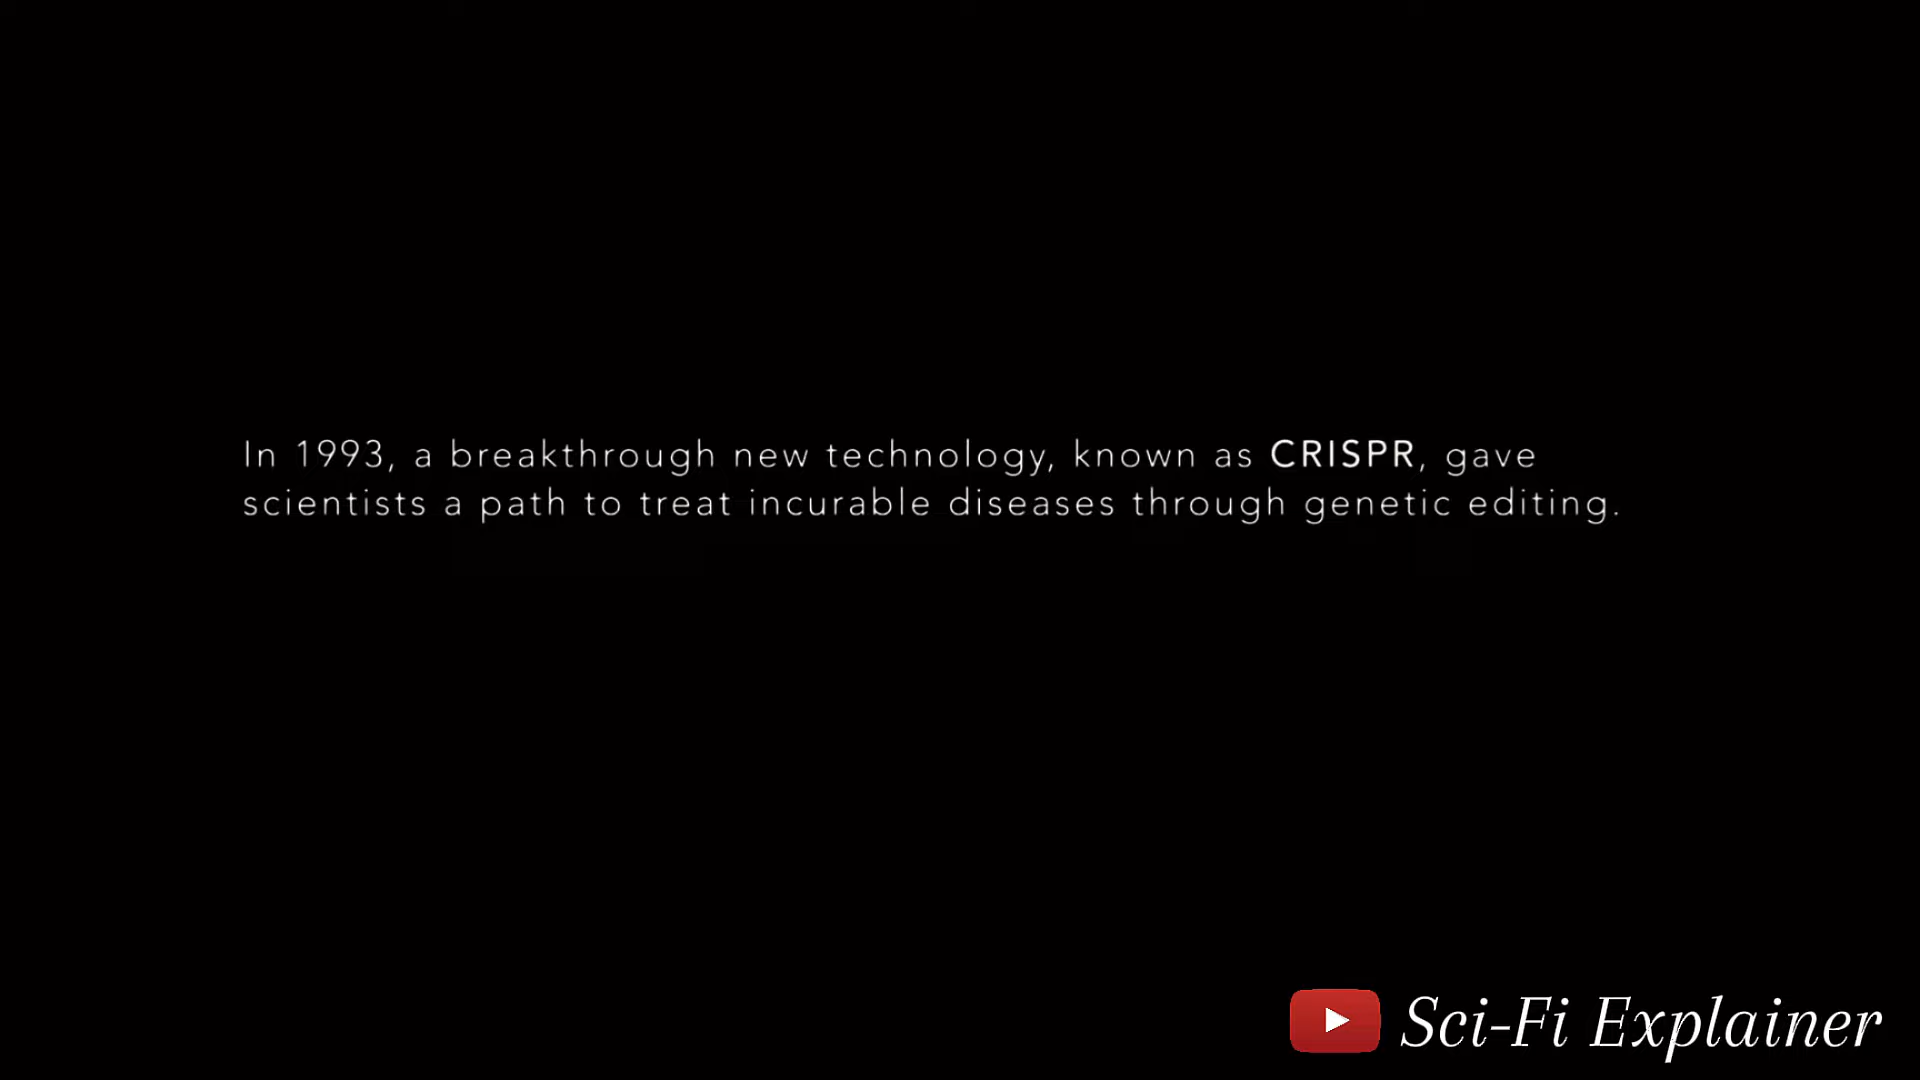 In 1993, a breakthrough new technology, known as CRISPR, gave
scientists a path to treat incurable diseases through genetic editing.
Sci-Fi Explainer